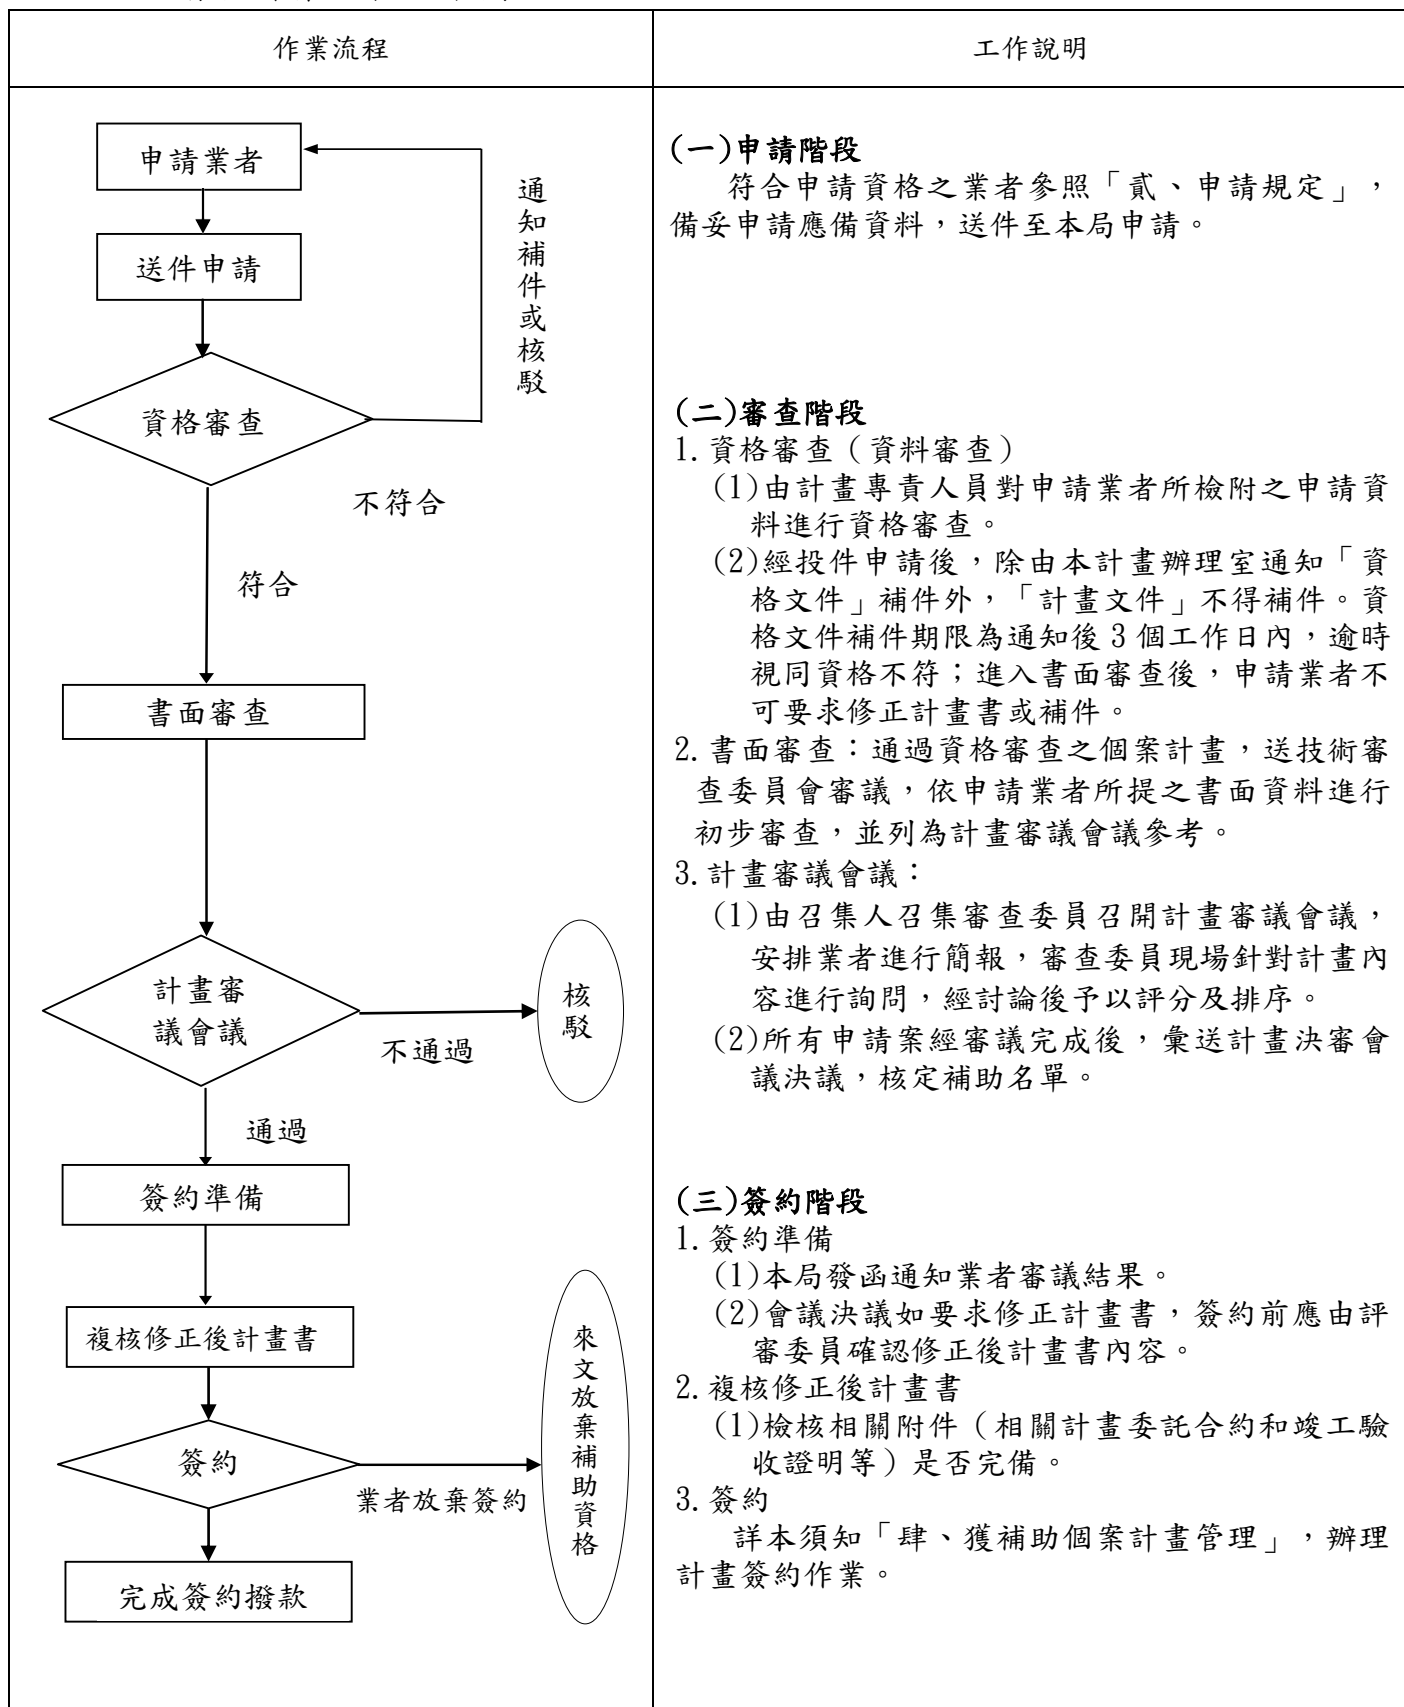 作業流程
工作說明
申請業者
送件申請
資格審查
通知補件或核駁
不符合
符合
書面審查
計畫審
議會議
不通過
核駁
通過
簽約準備
複核修正後計畫書
簽約
業者放棄簽約
來文放棄補助資格
完成簽約撥款
(一)申請階段
符合申請資格之業者參照「貳、申請規定」，
備妥申請應備資料，送件至本局申請。
(二)審查階段
1.資格審查（資料審查）
(1)由計畫專責人員對申請業者所檢附之申請資
料進行資格審查。
(2)經投件申請後，除由本計畫辦理室通知「資
格文件」補件外，「計畫文件」不得補件。資
格文件補件期限為通知後 3 個工作日內，逾時
視同資格不符；進入書面審查後，申請業者不
可要求修正計畫書或補件。
2.書面審查：通過資格審查之個案計畫，送技術審
查委員會審議，依申請業者所提之書面資料進行
初步審查，並列為計畫審議會議參考。
3.計畫審議會議：
(1)由召集人召集審查委員召開計畫審議會議，
安排業者進行簡報，審查委員現場針對計畫內
容進行詢問，經討論後予以評分及排序。
(2)所有申請案經審議完成後，彙送計畫決審會
議決議，核定補助名單。
(三)簽約階段
1.簽約準備
(1)本局發函通知業者審議結果。
(2)會議決議如要求修正計畫書，簽約前應由評
審委員確認修正後計畫書內容。
2.複核修正後計畫書
(1)檢核相關附件（相關計畫委託合約和竣工驗
收證明等）是否完備。
3.簽約
詳本須知「肆、獲補助個案計畫管理」，辦理
計畫簽約作業。